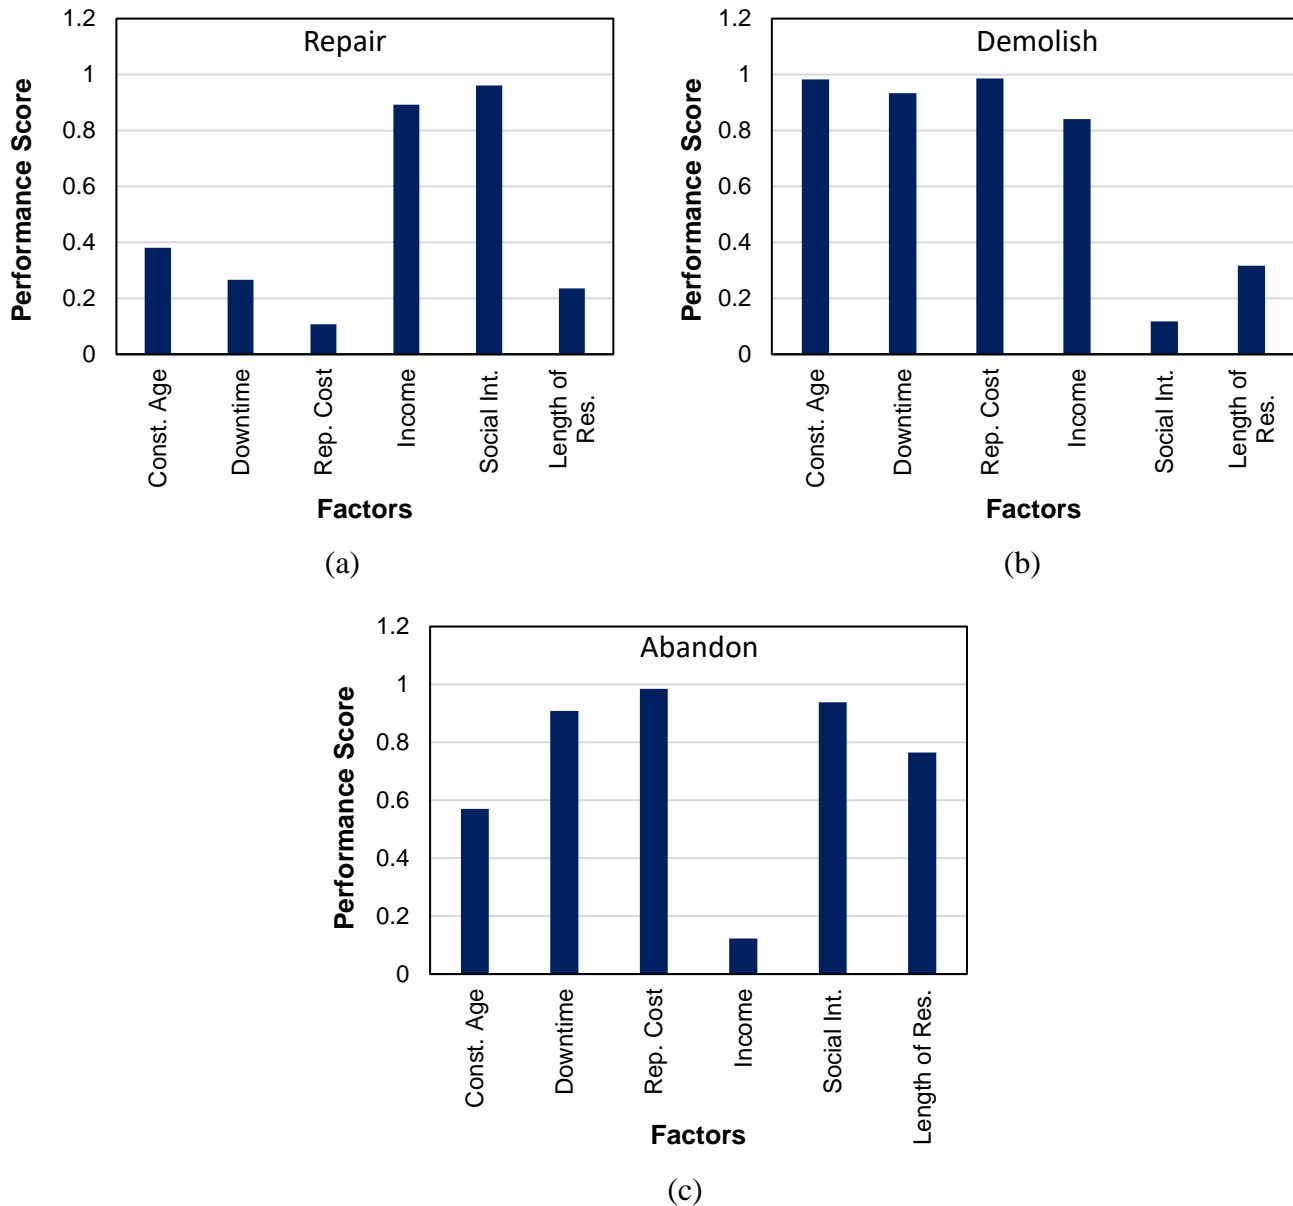 Repair
Performance Score
1.2
1
0.8
0.6
0.4
0.2
0
Const. Age
Downtime
Rep. Cost
Income
Social Int.
Length of
Res.
Factors
(a)
Demolish
Performance Score
1.2
1
0.8
0.6
0.4
0.2
0
Const. Age
Downtime
Rep. Cost
Income
Social Int.
Length of
Res.
Factors
(b)
Abandon
Performance Score
1.2
1
0.8
0.6
0.4
0.2
0
Const. Age
Downtime
Rep. Cost
Income
Social Int.
Length of Res.
Factors
(c)